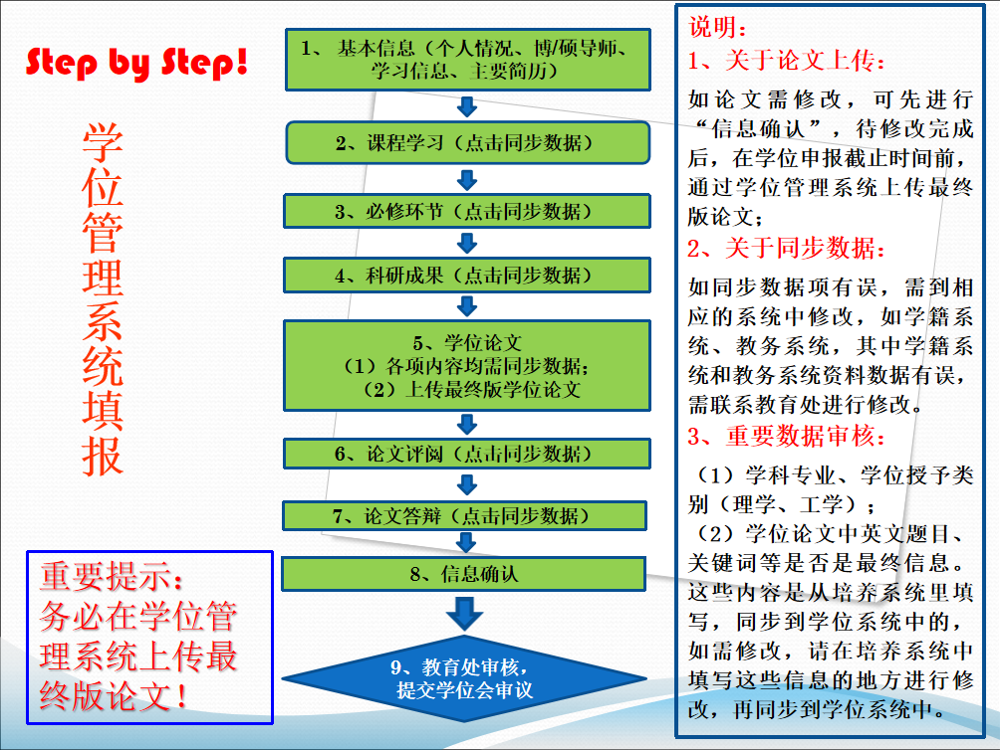 Step by Step!
学位管理系统填报
重要提示：
务必在学位管
理系统上传最
终版论文！
1、 基本信息（个人情况、博/硕导师、
学习信息、主要简历）
2、课程学习（点击同步数据）
3、必修环节（点击同步数据）
4、科研成果（点击同步数据）
5、学位论文
（1）各项内容均需同步数据；
（2）上传最终版学位论文
6、论文评阅（点击同步数据）
7、论文答辩（点击同步数据）
8、信息确认
9、教育处审核，
提交学位会审议
说明：
1、关于论文上传：
如论文需修改，可先进行
“信息确认”，待修改完成
后，在学位申报截止时间前，
通过学位管理系统上传最终
版论文；
2、关于同步数据：
如同步数据项有误，需到相
应的系统中修改，如学籍系
统、教务系统，其中学籍系
统和教务系统资料数据有误，
需联系教育处进行修改。
3、重要数据审核：
（1）学科专业、学位授予类
别（理学、工学）；
（2）学位论文中英文题目、
关键词等是否是最终信息。
这些内容是从培养系统里填
写，同步到学位系统中的，
如需修改，请在培养系统中
填写这些信息的地方进行修
改，再同步到学位系统中。